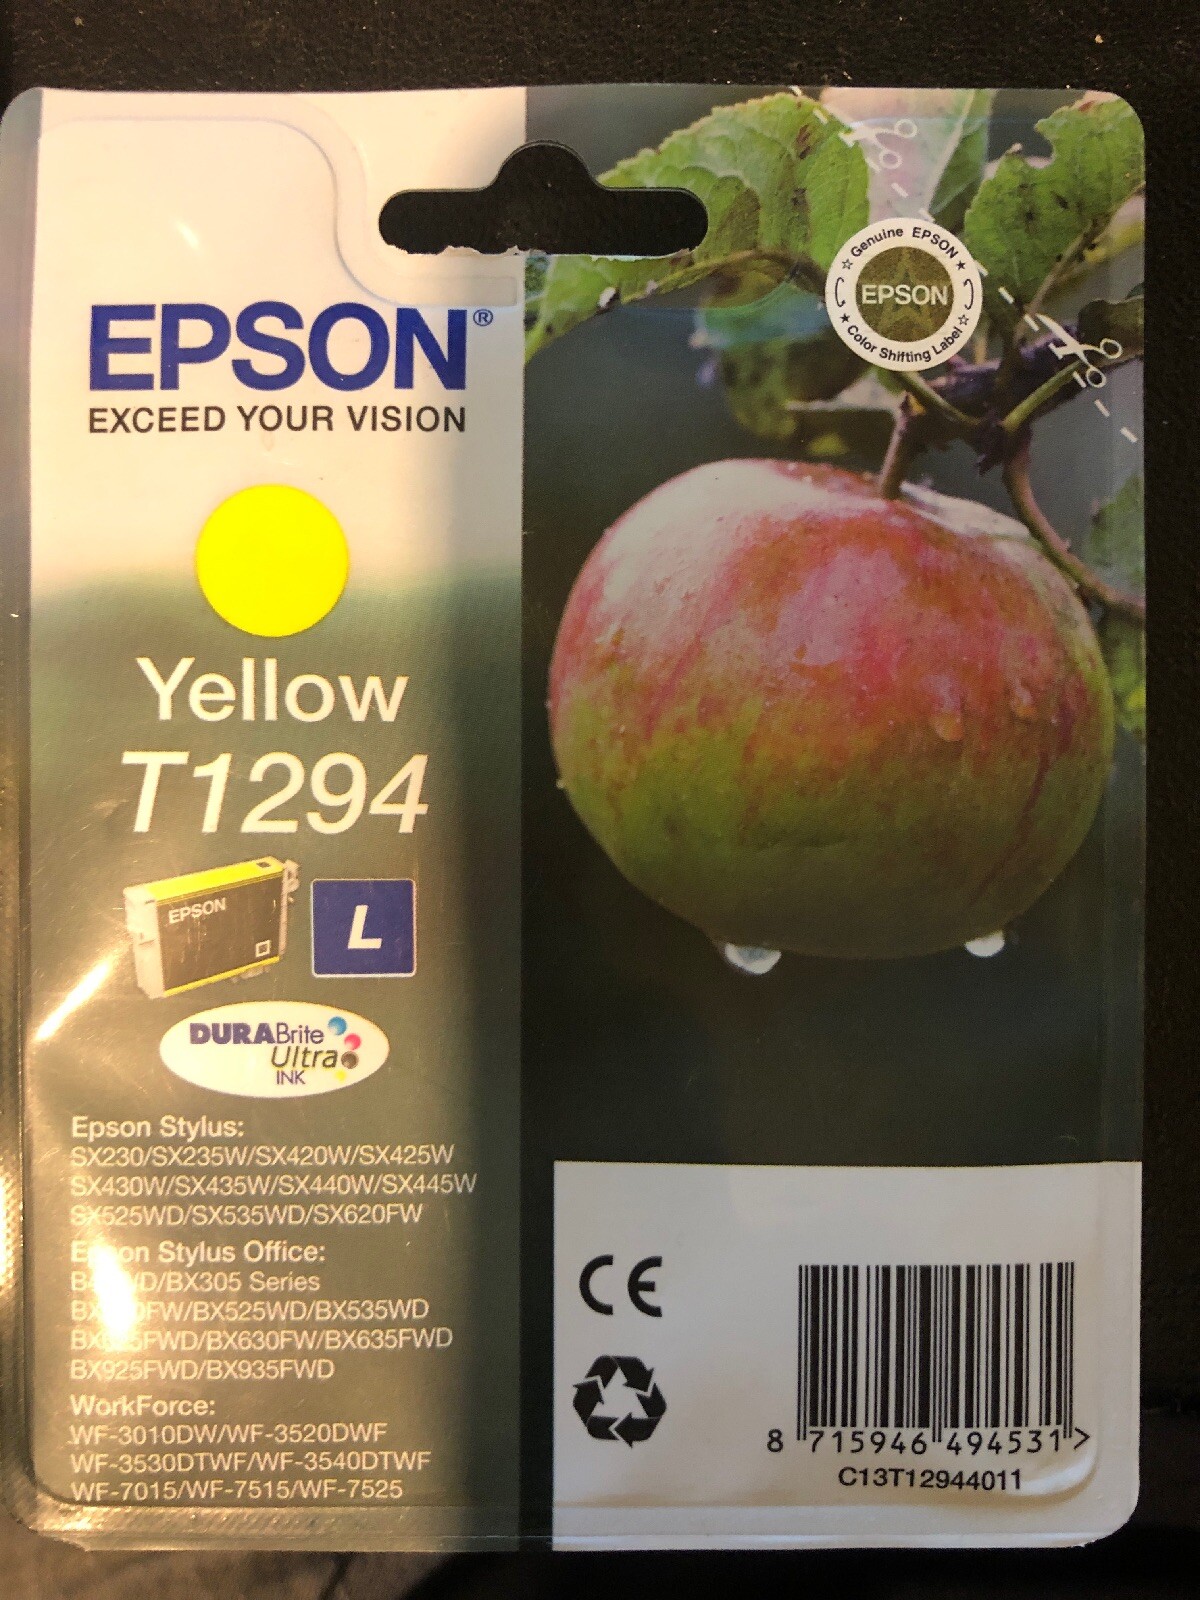 EPSON®
EXCEED YOUR VISION
Genuine EPSON
EPSON
Color Shifting Label
Yellow
T1294
EPSON
L
DURABrite
Ultra
INK
Epson Stylus:
SX230/SX235W/SX420W/SX425W
SX430W/SX435W/SX440W/SX445W
SX525WD/SX535WD/SX620FW
Epson Stylus Office:
/BX305 Series
/BX525WD/BX535WD
/BX630FW/BX635FWD
BX925FWD/BX935FWD
WorkForce:
WF-3010DW/WF-3520DWF
WF-3530DTWF/WF-3540DTWF
WF-7015/WF-7515/WF-7525
CE
8 715946 494531 >
C13T12944011